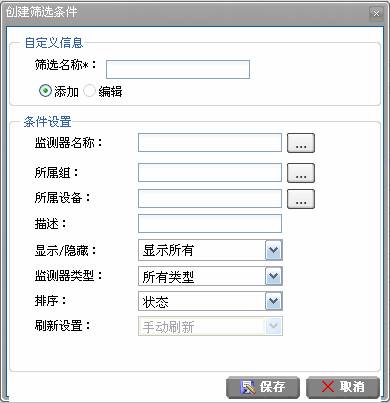 创建筛选条件
自定义信息
筛选名称*：
添加 编辑
条件设置
监测器名称： ...
所属组： ...
所属设备： ...
描述：
显示/隐藏： 显示所有
监测器类型： 所有类型
排序： 状态
刷新设置： 手动刷新
保存 取消